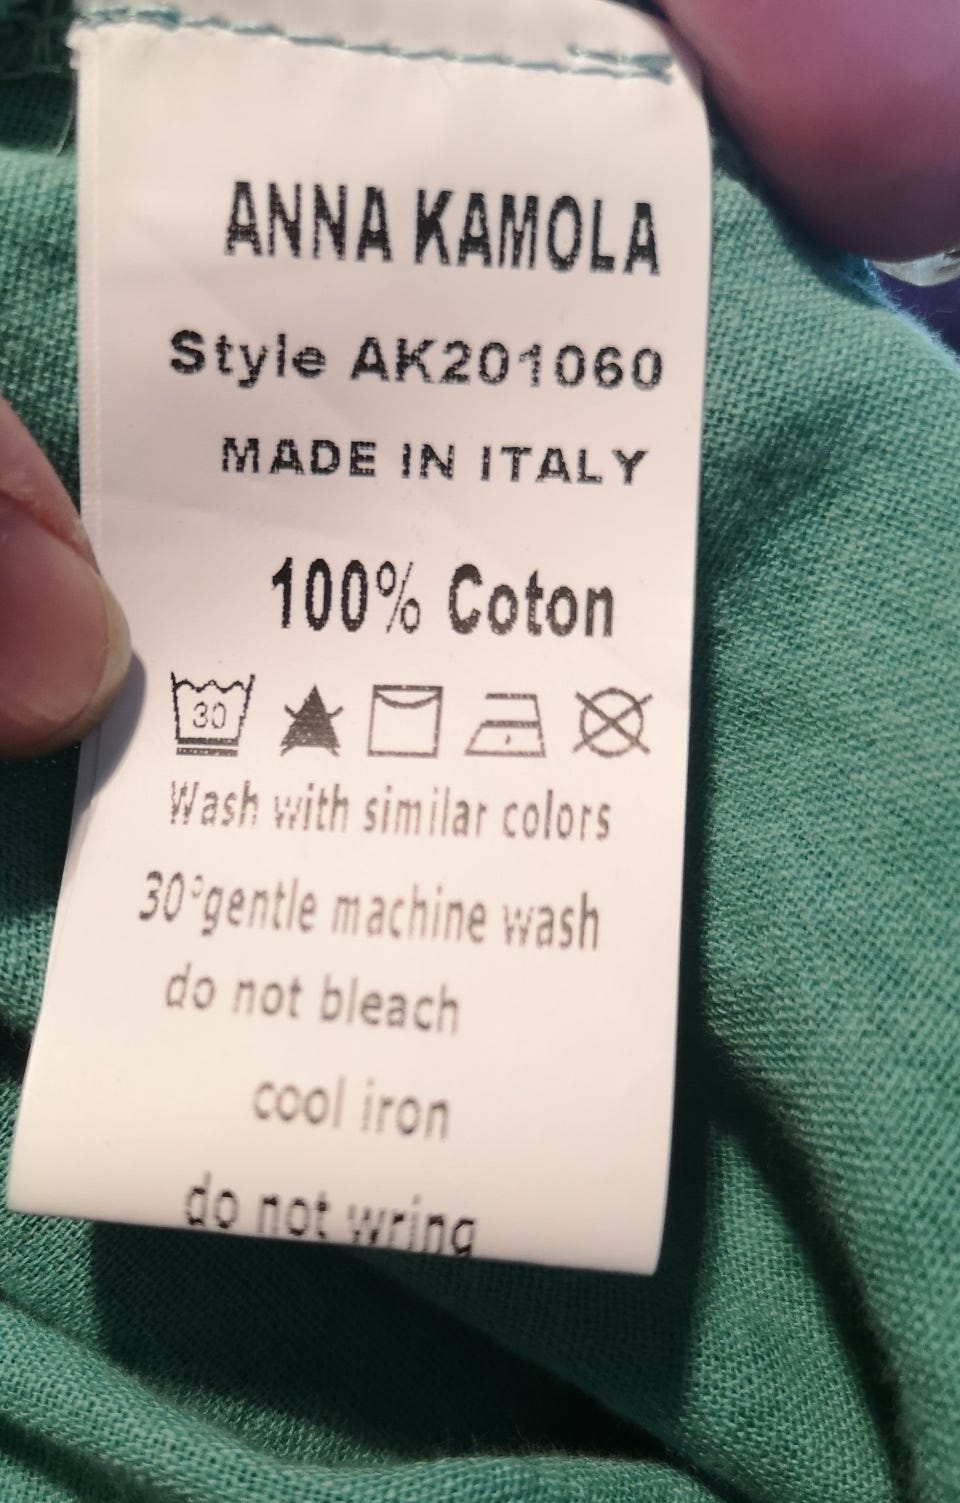 ANNA KAMOLA
Style AK201060
MADE IN ITALY
100% Coton
30
Wash with similar colors
30°gentle machine wash
do not bleach
cool iron
do not wring